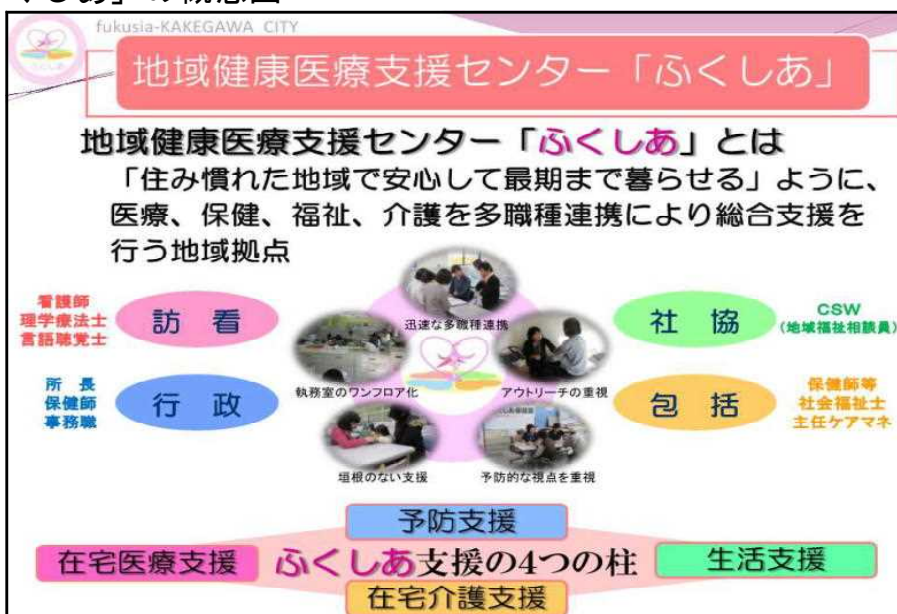 くしあ」の概念図
fukusia-KAKEGAWA CITY
ふくしあ
地域健康医療支援センター「ふくしあ」
地域健康医療支援センター「ふくしあ」とは
「住み慣れた地域で安心して最期まで暮らせる」ように、
医療、保健、福祉、介護を多職種連携により総合支援を
行う地域拠点
看護師
理学療法士
言語聴覚士
訪 看
迅速な多職種連携
社 協
CSW
(地域福祉相談員)
執務室のワンフロア化
アウトリーチの重視
所 長
保健師
事務職
行 政
包 括
保健師等
社会福祉士
主任ケアマネ
垣根のない支援
予防的な視点を重視
予防支援
在宅医療支援
ふくしあ支援の4つの柱
生活支援
在宅介護支援